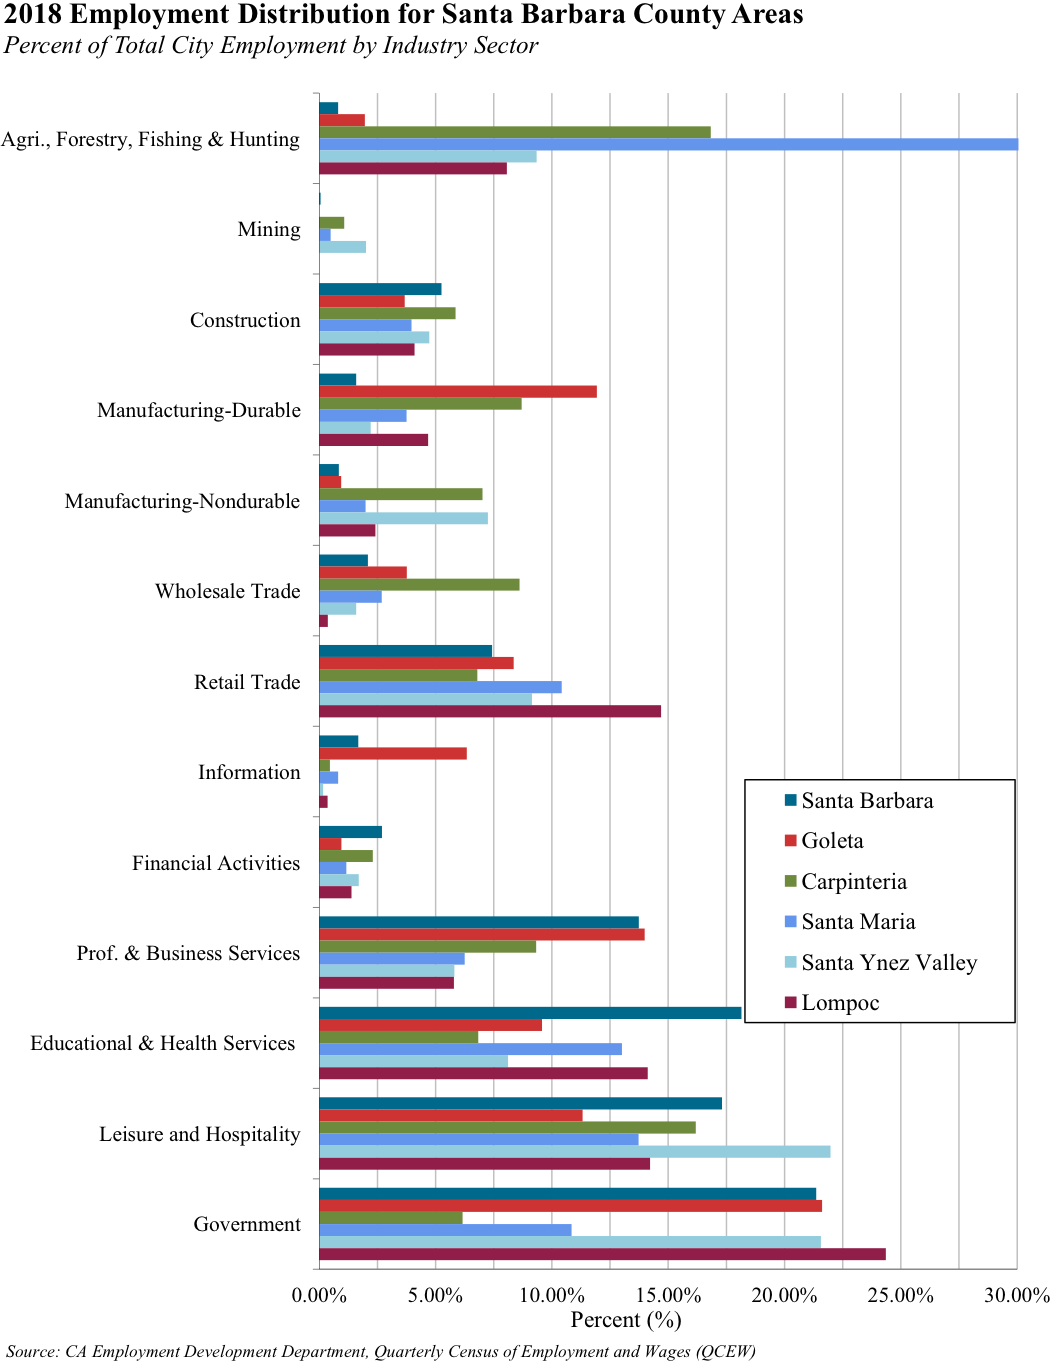 2018 Employment Distribution for Santa Barbara County Areas
Percent of Total City Employment by Industry Sector
Agri., Forestry, Fishing & Hunting
Mining
Construction
Manufacturing-Durable
Manufacturing-Nondurable
Wholesale Trade
Retail Trade
Information
Financial Activities
Prof. & Business Services
Educational & Health Services
Leisure and Hospitality
Government
Santa Barbara
Goleta
Carpinteria
Santa Maria
Santa Ynez Valley
Lompoc
0.00% 5.00% 10.00% 15.00% 20.00% 25.00% 30.00%
Percent (%)
Source: CA Employment Development Department, Quarterly Census of Employment and Wages (QCEW)